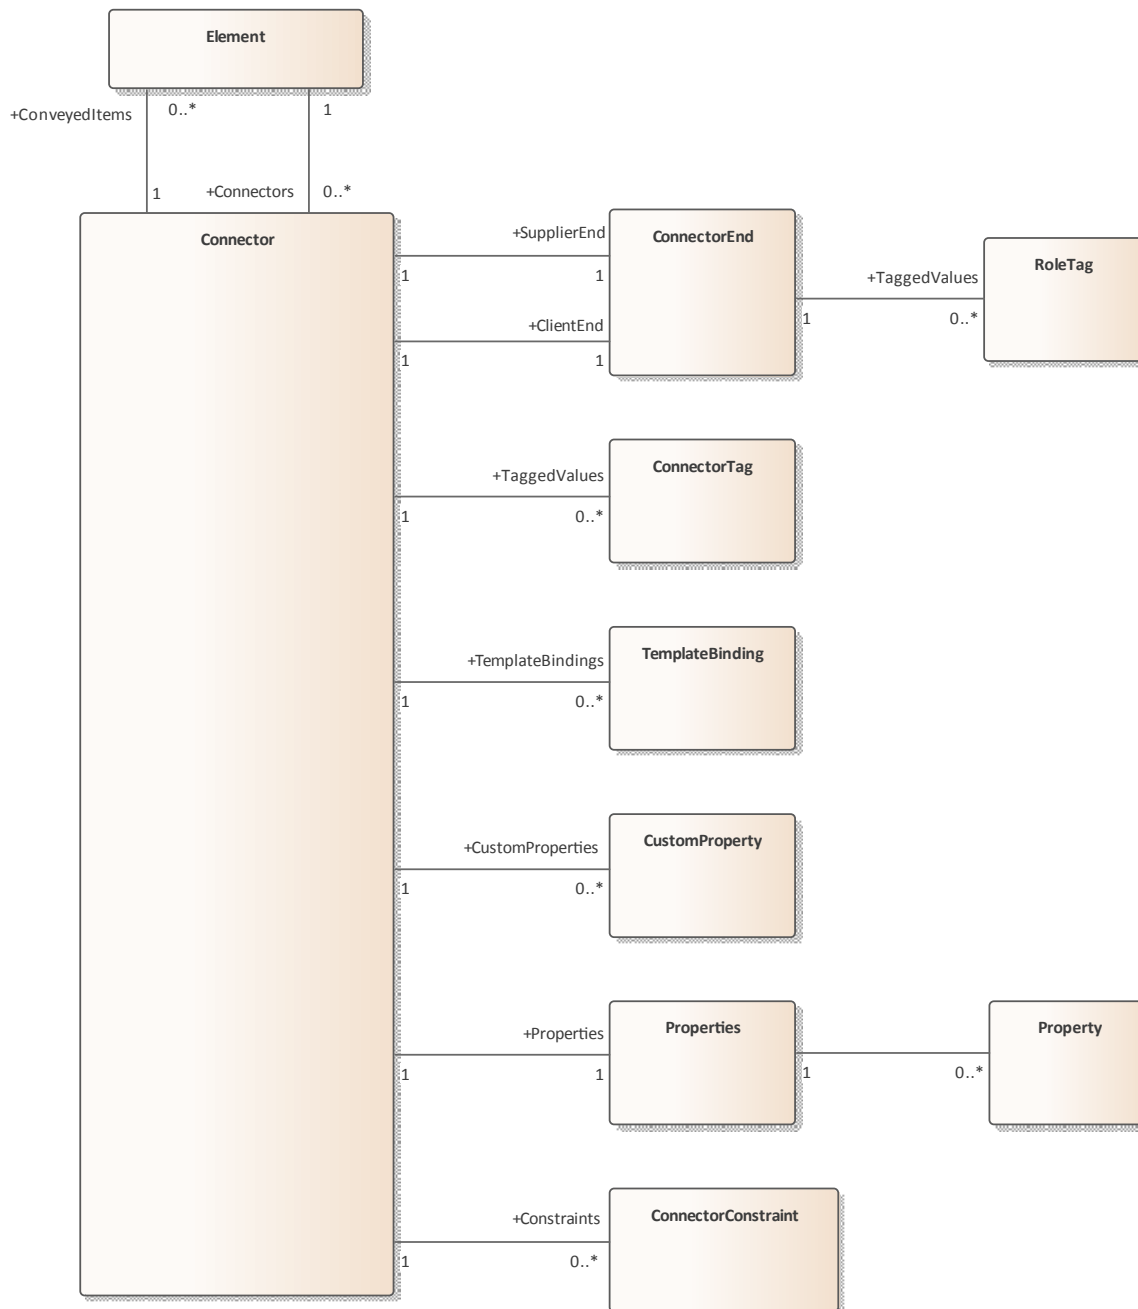 Element
+ConveyedItems
0..*
1
1
+Connectors
0..*
Connector
+SupplierEnd
1
1
ConnectorEnd
+ClientEnd
1
1
+TaggedValues
1
0..*
RoleTag
+TaggedValues
1
0..*
ConnectorTag
+TemplateBindings
1
0..*
TemplateBinding
+CustomProperties
1
0..*
CustomProperty
+Properties
1
1
Properties
1
0..*
Property
+Constraints
1
0..*
ConnectorConstraint